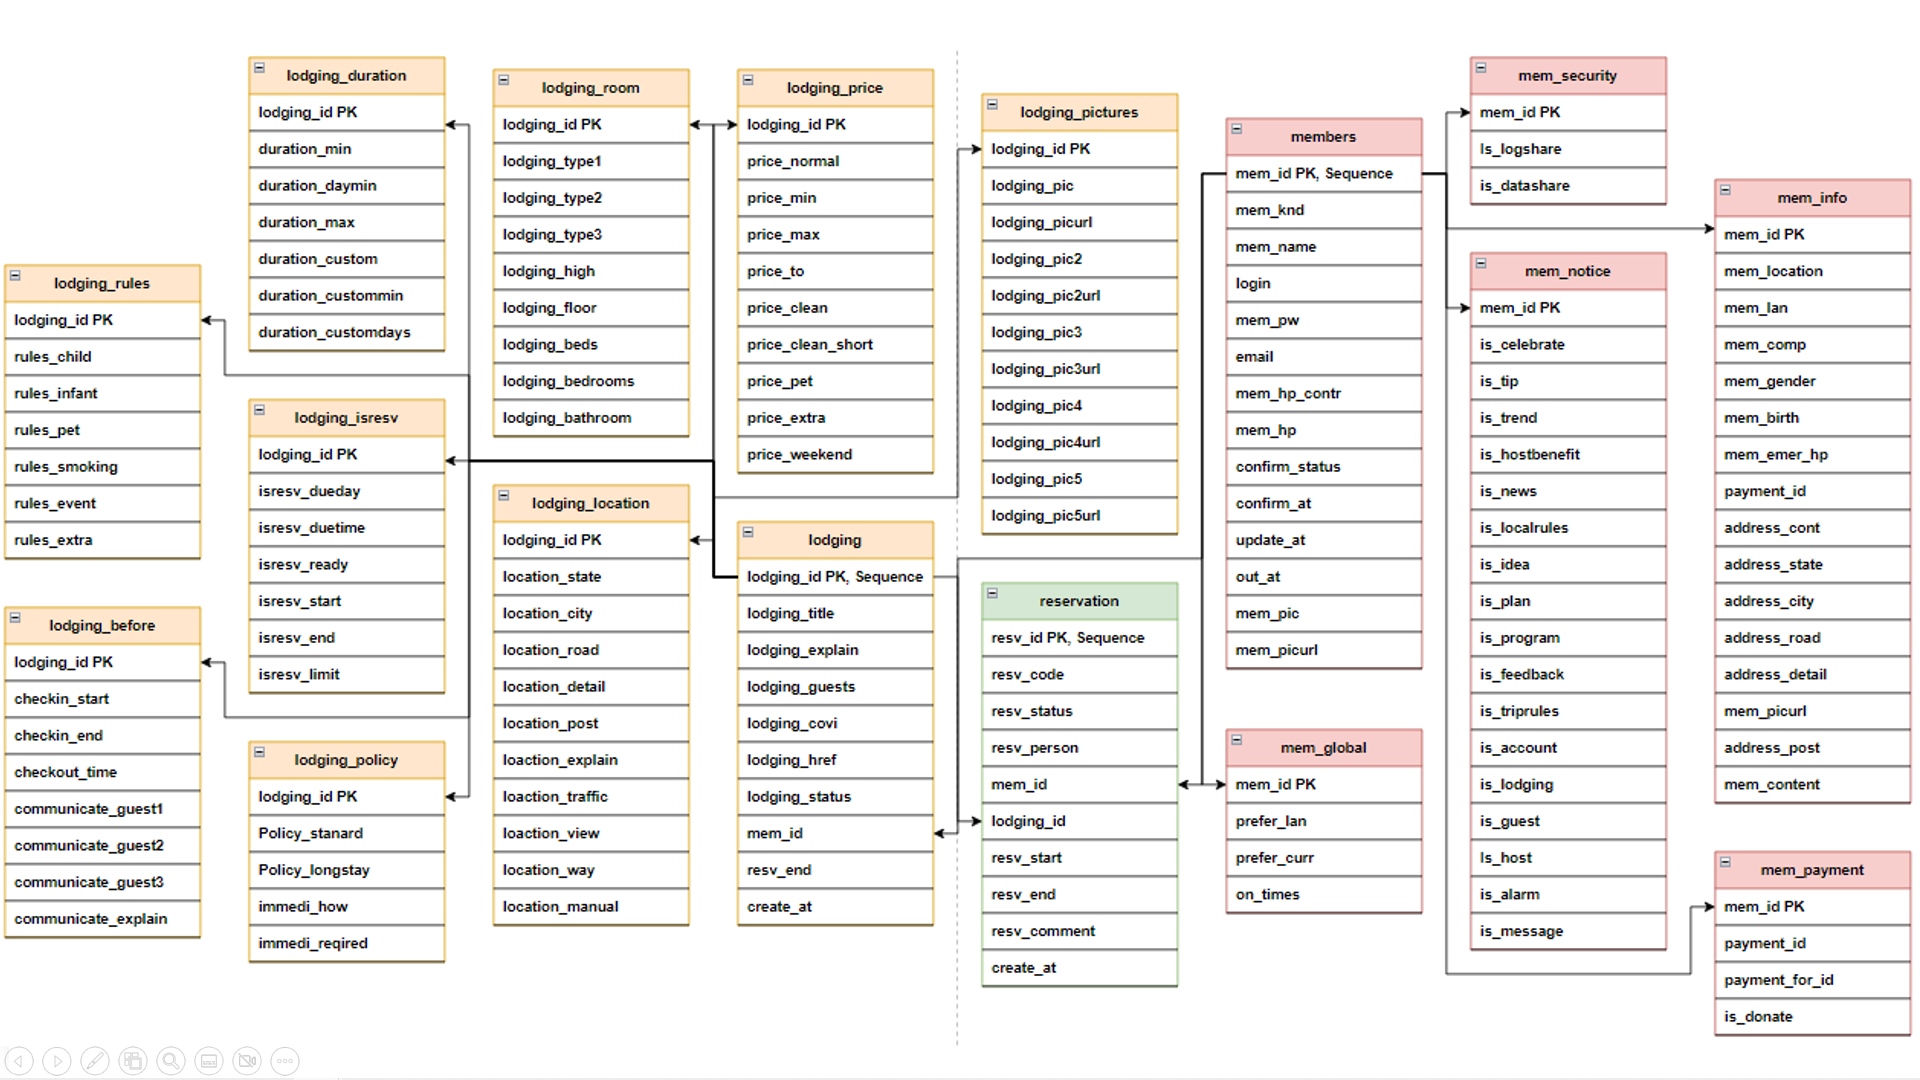 lodging_rules
lodging_id PK
rules_child
rules_infant
rules_pet
rules_smoking
rules_event
rules_extra
lodging_before
lodging_id PK
checkin_start
checkin_end
checkout_time
communicate_guest1
communicate_guest2
communicate_guest3
communicate_explain
lodging_duration
lodging_id PK
duration_min
duration_daymin
duration_max
duration_custom
duration_custommin
duration_customdays
lodging_isresv
lodging_id PK
isresv_dueday
isresv_duetime
isresv_ready
isresv_start
isresv_end
isresv_limit
lodging_policy
lodging_id PK
Policy_stanard
Policy_longstay
immedi_how
immedi_reqired
lodging_room
lodging_id PK
lodging_type1
lodging_type2
lodging_type3
lodging_high
lodging_floor
lodging_beds
lodging_bedrooms
lodging_bathroom
lodging_location
lodging_id PK
location_state
location_city
location_road
location_detail
location_post
loaction_explain
loaction_traffic
loaction_view
location_way
location_manual
lodging_price
lodging_id PK
price_normal
price_min
price_max
price_to
price_clean
price_clean_short
price_pet
price_extra
price_weekend
lodging
lodging_id PK, Sequence
lodging_title
lodging_explain
lodging_guests
lodging_covi
lodging_href
lodging_status
mem_id
resv_end
create_at
lodging_pictures
lodging_id PK
lodging_pic
lodging_picurl
lodging_pic2
lodging_pic2url
lodging_pic3
lodging_pic3url
lodging_pic4
lodging_pic4url
lodging_pic5
lodging_pic5url
reservation
resv_id PK, Sequence
resv_code
resv_status
resv_person
mem_id
lodging_id
resv_start
resv_end
resv_comment
create_at
members
mem_id PK, Sequence
mem_knd
mem_name
login
mem_pw
email
mem_hp_contr
mem_hp
confirm_status
confirm_at
update_at
out_at
mem_pic
mem_picurl
mem_global
mem_id PK
prefer_lan
prefer_curr
on_times
mem_security
mem_id PK
Is_logshare
is_datashare
mem_notice
mem_id PK
is_celebrate
is_tip
is_trend
is_hostbenefit
is_news
is_localrules
is_idea
is_plan
is_program
is_feedback
is_triprules
is_account
is_lodging
is_guest
Is_host
is_alarm
is_message
mem_info
mem_id PK
mem_location
mem_lan
mem_comp
mem_gender
mem_birth
mem_emer_hp
payment_id
address_cont
address_state
address_city
address_road
address_detail
mem_picurl
address_post
mem_content
mem_payment
mem_id PK
payment_id
payment_for_id
is_donate